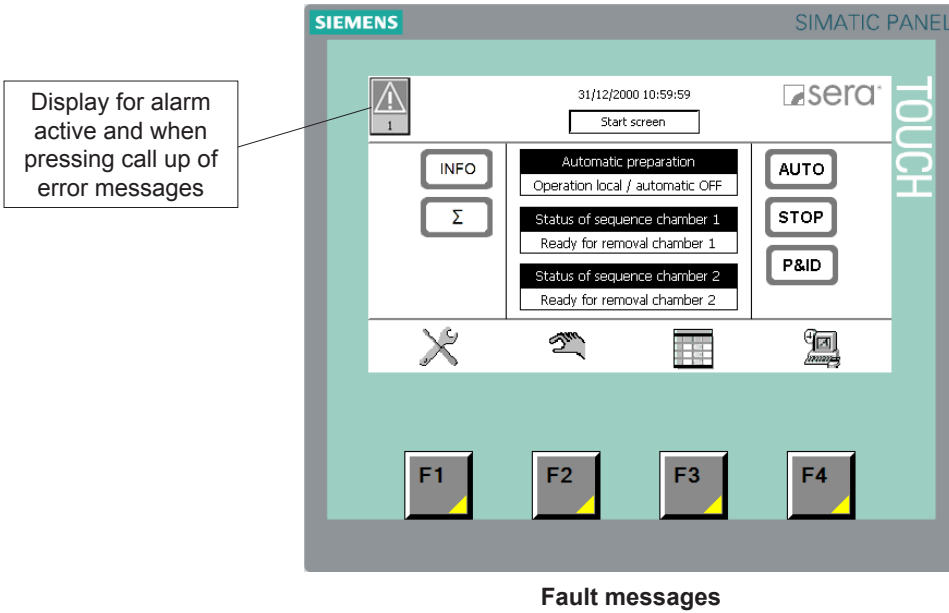 SIEMENS
SIMATIC PANEL
TOUCH
Display for alarm
active and when
pressing call up of
error messages
1
31/12/2000 10:59:59
sera
Start screen
INFO
Σ
Automatic preparation
Operation local / automatic OFF
Status of sequence chamber 1
Ready for removal chamber 1
Status of sequence chamber 2
Ready for removal chamber 2
AUTO
STOP
P&ID
F1
F2
F3
F4
Fault messages